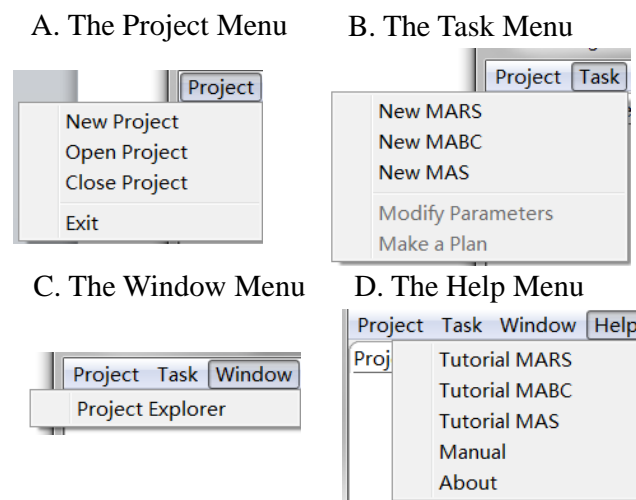 A. The Project Menu
Project
New Project
Open Project
Close Project
Exit
B. The Task Menu
Project Task
New MARS
New MABC
New MAS
Modify Parameters
Make a Plan
C. The Window Menu
Project Task Window
Project Explorer
D. The Help Menu
Project Task Window Help
Proj
Tutorial MARS
Tutorial MABC
Tutorial MAS
Manual
About